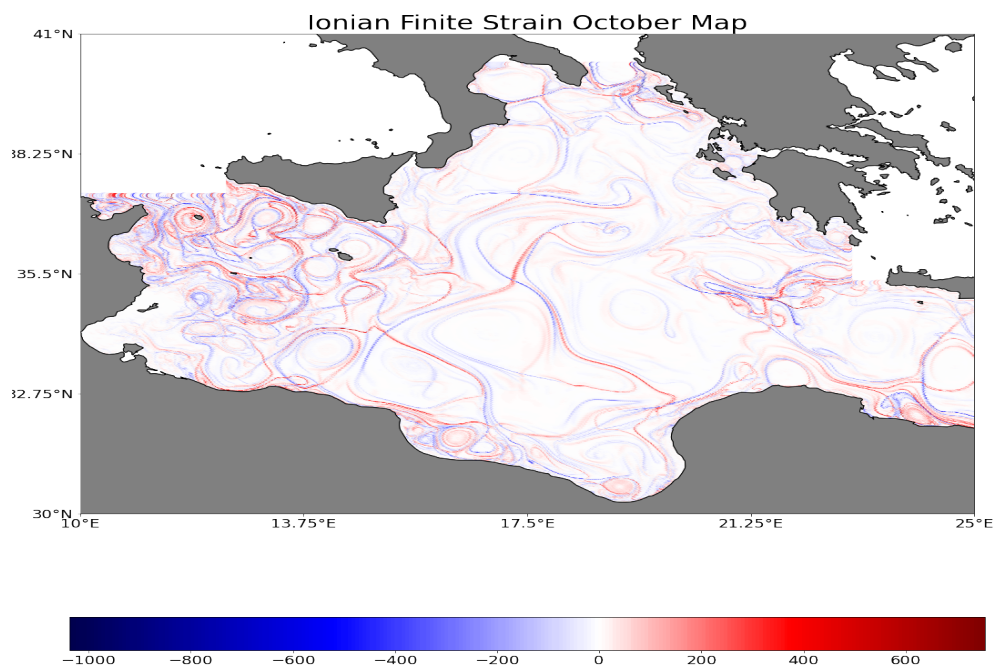 Ionian Finite Strain October Map
41°N
38.25°N
35.5°N
32.75°N
30°N
10°E 13.75°E 17.5°E 21.25°E 25°E
−1000 −800 −600 −400 −200 0 200 400 600